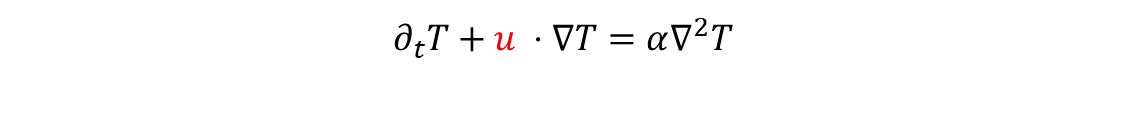 ∂ₜT + u · ∇T = α∇²T